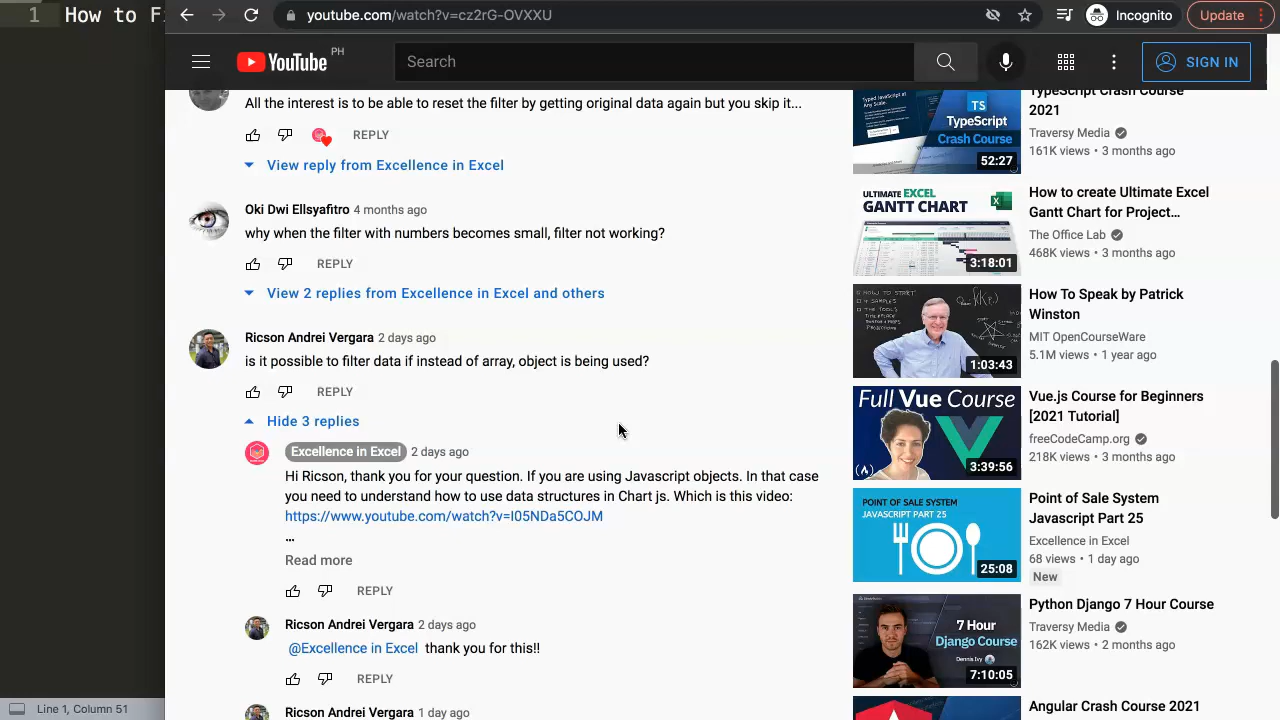 1 How to F
youtube.com/watch?v=cz2rG-OVXXU
Incognito
Update
YouTube PH
Search
SIGN IN
All the interest is to be able to reset the filter by getting original data again but you skip it...
REPLY
View reply from Excellence in Excel
Oki Dwi Ellsyafitro 4 months ago
why when the filter with numbers becomes small, filter not working?
REPLY
View 2 replies from Excellence in Excel and others
Ricson Andrei Vergara 2 days ago
is it possible to filter data if instead of array, object is being used?
REPLY
Hide 3 replies
Excellence in Excel 2 days ago
Hi Ricson, thank you for your question. If you are using Javascript objects. In that case
you need to understand how to use data structures in Chart js. Which is this video:
https://www.youtube.com/watch?v=I05NDa5COJM
...
Read more
REPLY
Ricson Andrei Vergara 2 days ago
@Excellence in Excel thank you for this!!
REPLY
Ricson Andrei Vergara 1 day ago
Typed JavaScript at
Any Scale.
TS
TypeScript
Crash Course
52:27
TypeScript Crash Course
2021
Traversy Media
161K views • 3 months ago
ULTIMATE EXCEL
GANTT CHART
3:18:01
How to create Ultimate Excel
Gantt Chart for Project...
The Office Lab
468K views • 3 months ago
1:03:43
How To Speak by Patrick
Winston
MIT OpenCourseWare
5.1M views • 1 year ago
Full Vue Course
3:39:56
Vue.js Course for Beginners
[2021 Tutorial]
freeCodeCamp.org
218K views • 3 months ago
POINT OF SALE SYSTEM
JAVASCRIPT PART 25
25:08
Point of Sale System
Javascript Part 25
Excellence in Excel
68 views • 1 day ago
New
7 Hour
Django Course
Dennis Ivy
7:10:05
Python Django 7 Hour Course
Traversy Media
162K views • 2 months ago
Angular Crash Course 2021
Line 1, Column 51